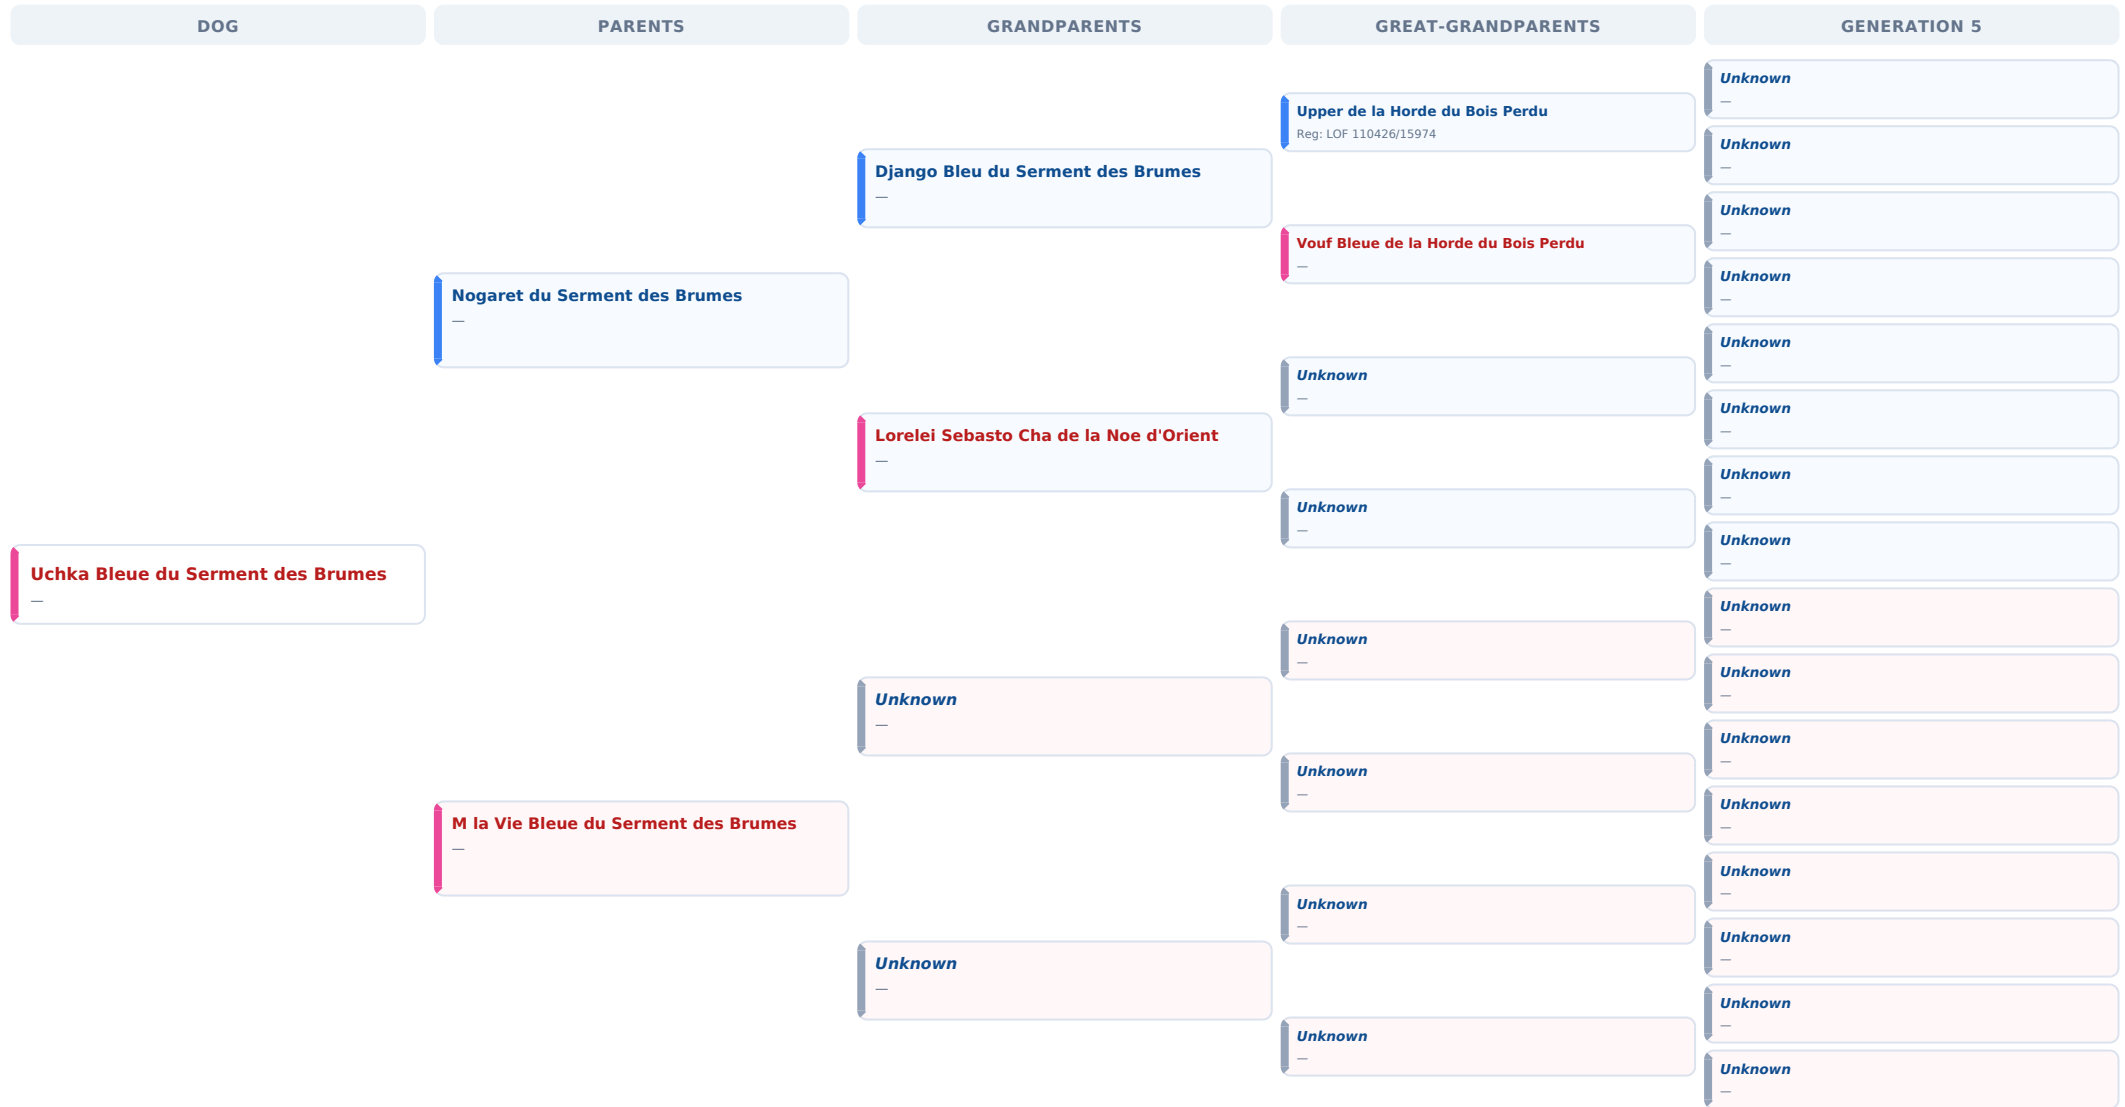 DOG
PARENTS
GRANDPARENTS
GREAT-GRANDPARENTS
GENERATION 5
Uchka Bleue du Serment des Brumes
—
Nogaret du Serment des Brumes
—
M la Vie Bleue du Serment des Brumes
—
Django Bleu du Serment des Brumes
—
Lorelei Sebasto Cha de la Noe d'Orient
—
Unknown
—
Unknown
—
Upper de la Horde du Bois Perdu
Reg: LOF 110426/15974
Vouf Bleue de la Horde du Bois Perdu
—
Unknown
—
Unknown
—
Unknown
—
Unknown
—
Unknown
—
Unknown
—
Unknown
—
Unknown
—
Unknown
—
Unknown
—
Unknown
—
Unknown
—
Unknown
—
Unknown
—
Unknown
—
Unknown
—
Unknown
—
Unknown
—
Unknown
—
Unknown
—
Unknown
—
Unknown
—